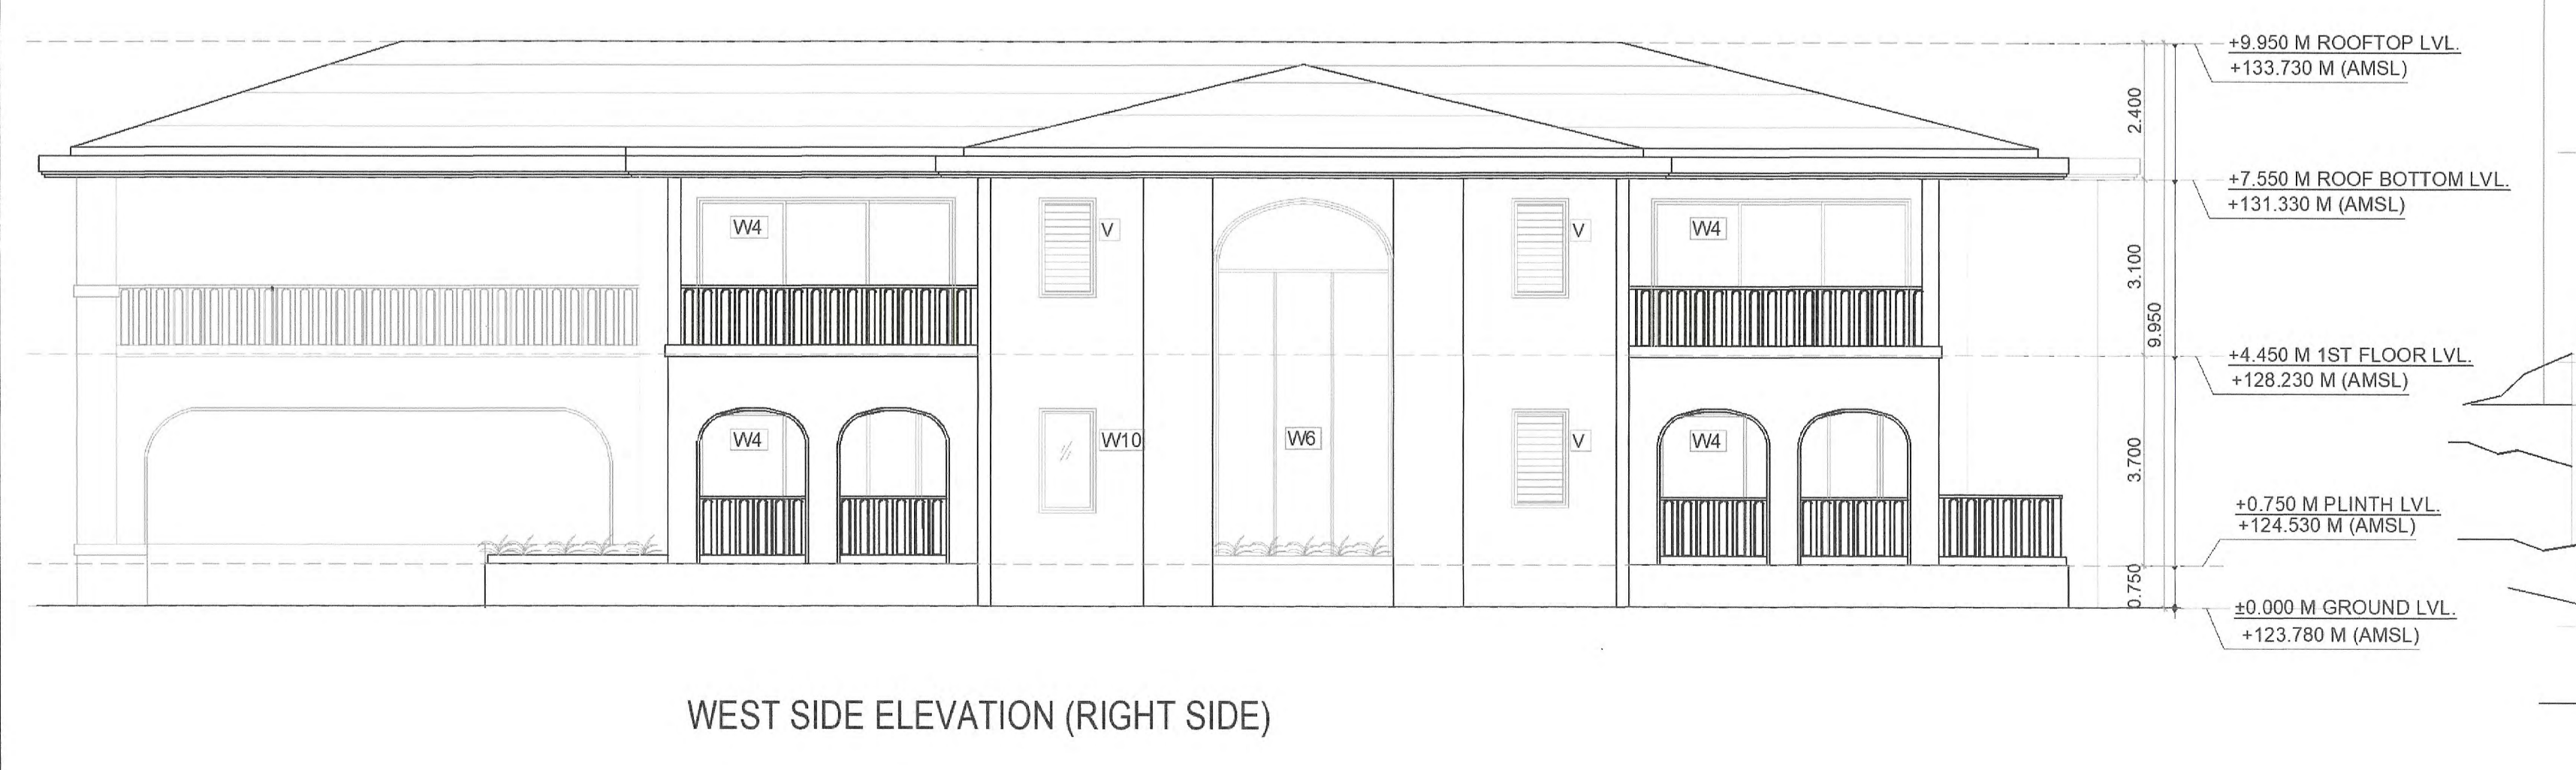 +9.950 M ROOFTOP LVL.
+133.730 M (AMSL)
2.400
+7.550 M ROOF BOTTOM LVL.
+131.330 M (AMSL)
W4
V
V
W4
3.100
9.950
+4.450 M 1ST FLOOR LVL.
+128.230 M (AMSL)
W4
W10
W6
V
W4
3.700
+0.750 M PLINTH LVL.
+124.530 M (AMSL)
0.750
±0.000 M GROUND LVL.
+123.780 M (AMSL)
WEST SIDE ELEVATION (RIGHT SIDE)